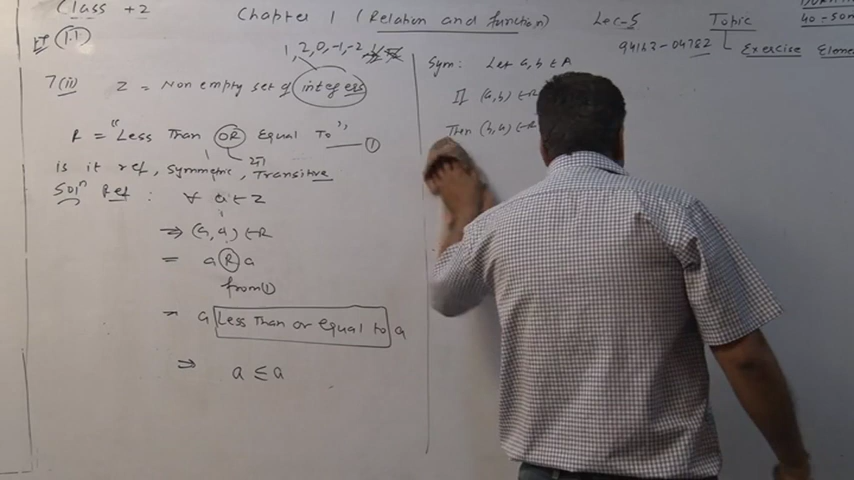 Class +2
Chapter 1 (Relation and function)
Lec-5
Topic
94163-04782
Exercise
1.1
1, 2, 0, -1, -2
7(ii) Z = Non empty set of integers
R = "Less Than OR Equal To" ①
is it ref, Symmetric, Transitive
Solⁿ Ref : ∀ a ∈ Z
⇒ (a, a) ∈ R
= a R a
from ①
= a Less Than or equal to a
⇒ a ≤ a
Sym: Let a, b ∈ A
If (a, b) ∈ R
Then (b, a) ∈ R